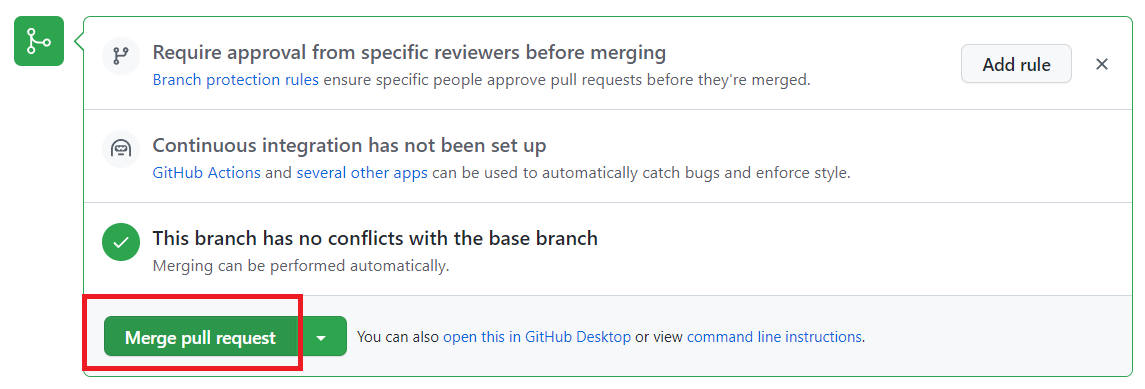 Require approval from specific reviewers before merging
Branch protection rules ensure specific people approve pull requests before they're merged.
Add rule
Continuous integration has not been set up
GitHub Actions and several other apps can be used to automatically catch bugs and enforce style.
This branch has no conflicts with the base branch
Merging can be performed automatically.
Merge pull request
You can also open this in GitHub Desktop or view command line instructions.